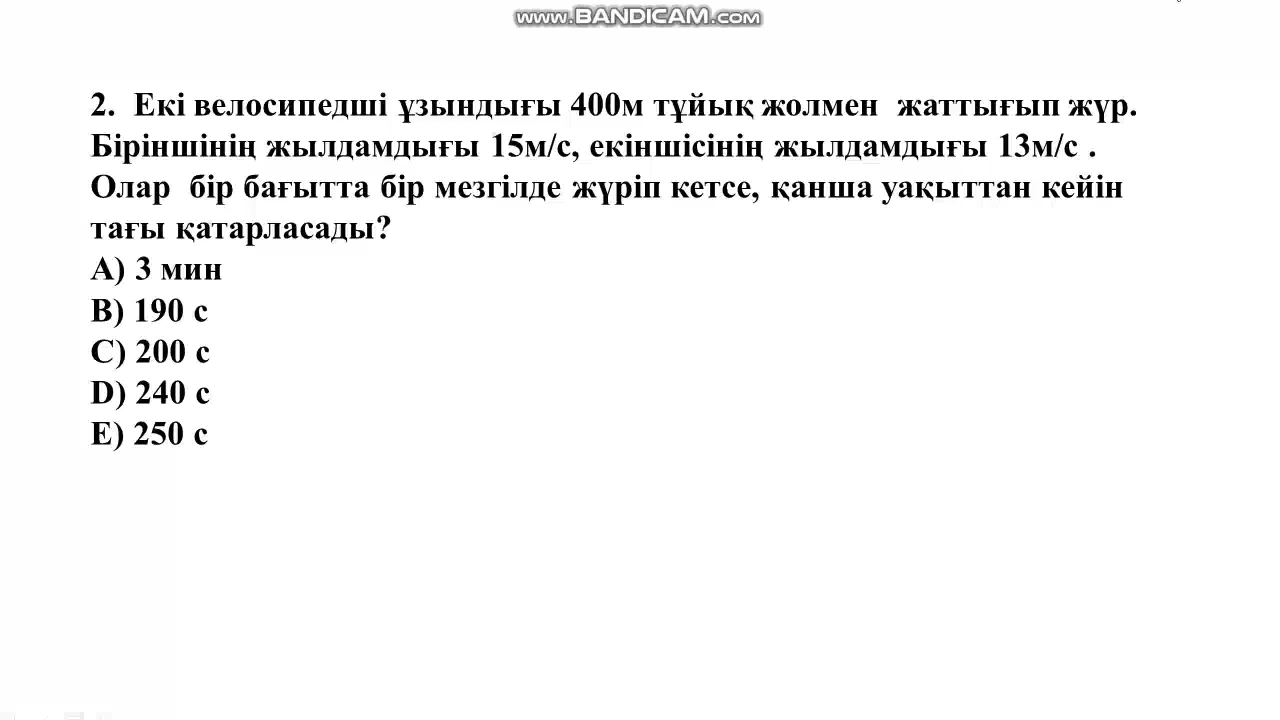 www.BANDICAM.com
2. Екі велосипедші ұзындығы 400м тұйық жолмен жаттығып жүр.
Біріншінің жылдамдығы 15м/с, екіншісінің жылдамдығы 13м/с .
Олар бір бағытта бір мезгілде жүріп кетсе, қанша уақыттан кейін
тағы қатарласады?
A) 3 мин
B) 190 с
C) 200 с
D) 240 с
E) 250 с